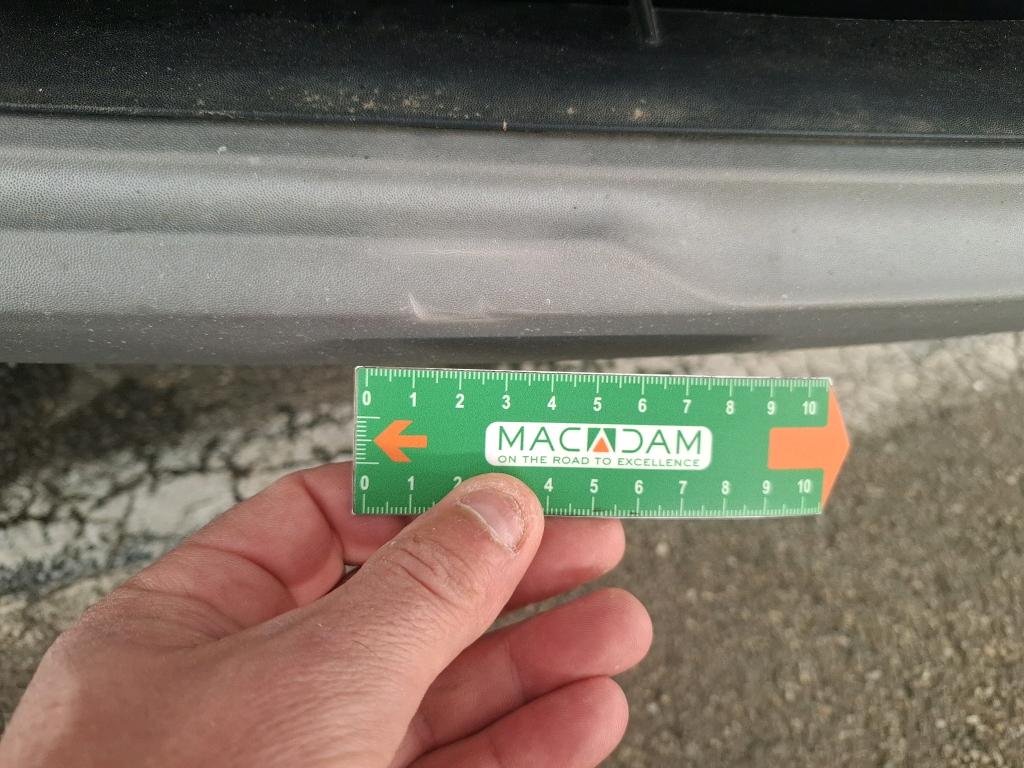 0 1 2 3 4 5 6 7 8 9 10
MACADAM
ON THE ROAD TO EXCELLENCE
0 1 2 4 5 6 7 8 9 10